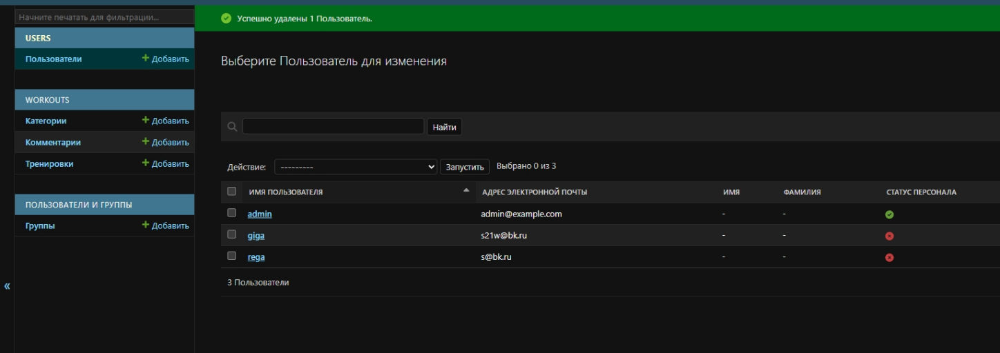 Начните печатать для фильтрации...
Успешно удалены 1 Пользователь.
USERS
Пользователи + Добавить
Выберите Пользователь для изменения
WORKOUTS
Категории + Добавить
Найти
Комментарии + Добавить
Тренировки + Добавить
Действие: --------- Запустить Выбрано 0 из 3
ИМЯ ПОЛЬЗОВАТЕЛЯ АДРЕС ЭЛЕКТРОННОЙ ПОЧТЫ ИМЯ ФАМИЛИЯ СТАТУС ПЕРСОНАЛА
ПОЛЬЗОВАТЕЛИ И ГРУППЫ
Группы + Добавить
admin admin@example.com - -
giga s21w@bk.ru - -
rega s@bk.ru - -
3 Пользователи
«